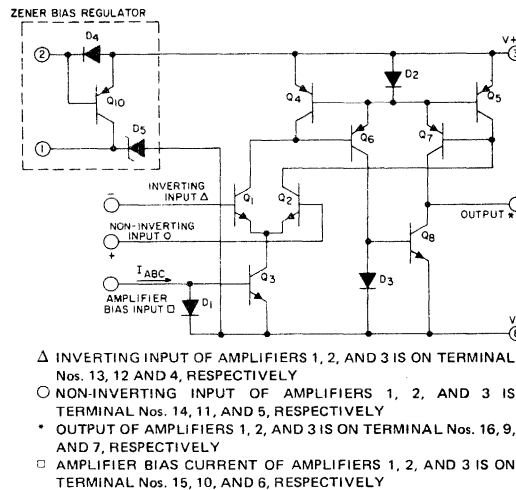 ZENER BIAS REGULATOR
D4
2
Q10
D5
1
V+
3
D2
Q4
Q5
Q6
Q7
INVERTING
INPUT Δ
−
Q1
Q2
NON-INVERTING
INPUT ○
+
OUTPUT *
Q8
IABC
Q3
AMPLIFIER
BIAS INPUT □
D1
D3
V
Δ INVERTING INPUT OF AMPLIFIERS 1, 2, AND 3 IS ON TERMINAL
Nos. 13, 12 AND 4, RESPECTIVELY
○ NON-INVERTING INPUT OF AMPLIFIERS 1, 2, AND 3 IS
TERMINAL Nos. 14, 11, AND 5, RESPECTIVELY
* OUTPUT OF AMPLIFIERS 1, 2, AND 3 IS ON TERMINAL Nos. 16, 9,
AND 7, RESPECTIVELY
□ AMPLIFIER BIAS CURRENT OF AMPLIFIERS 1, 2, AND 3 IS ON
TERMINAL Nos. 15, 10, AND 6, RESPECTIVELY